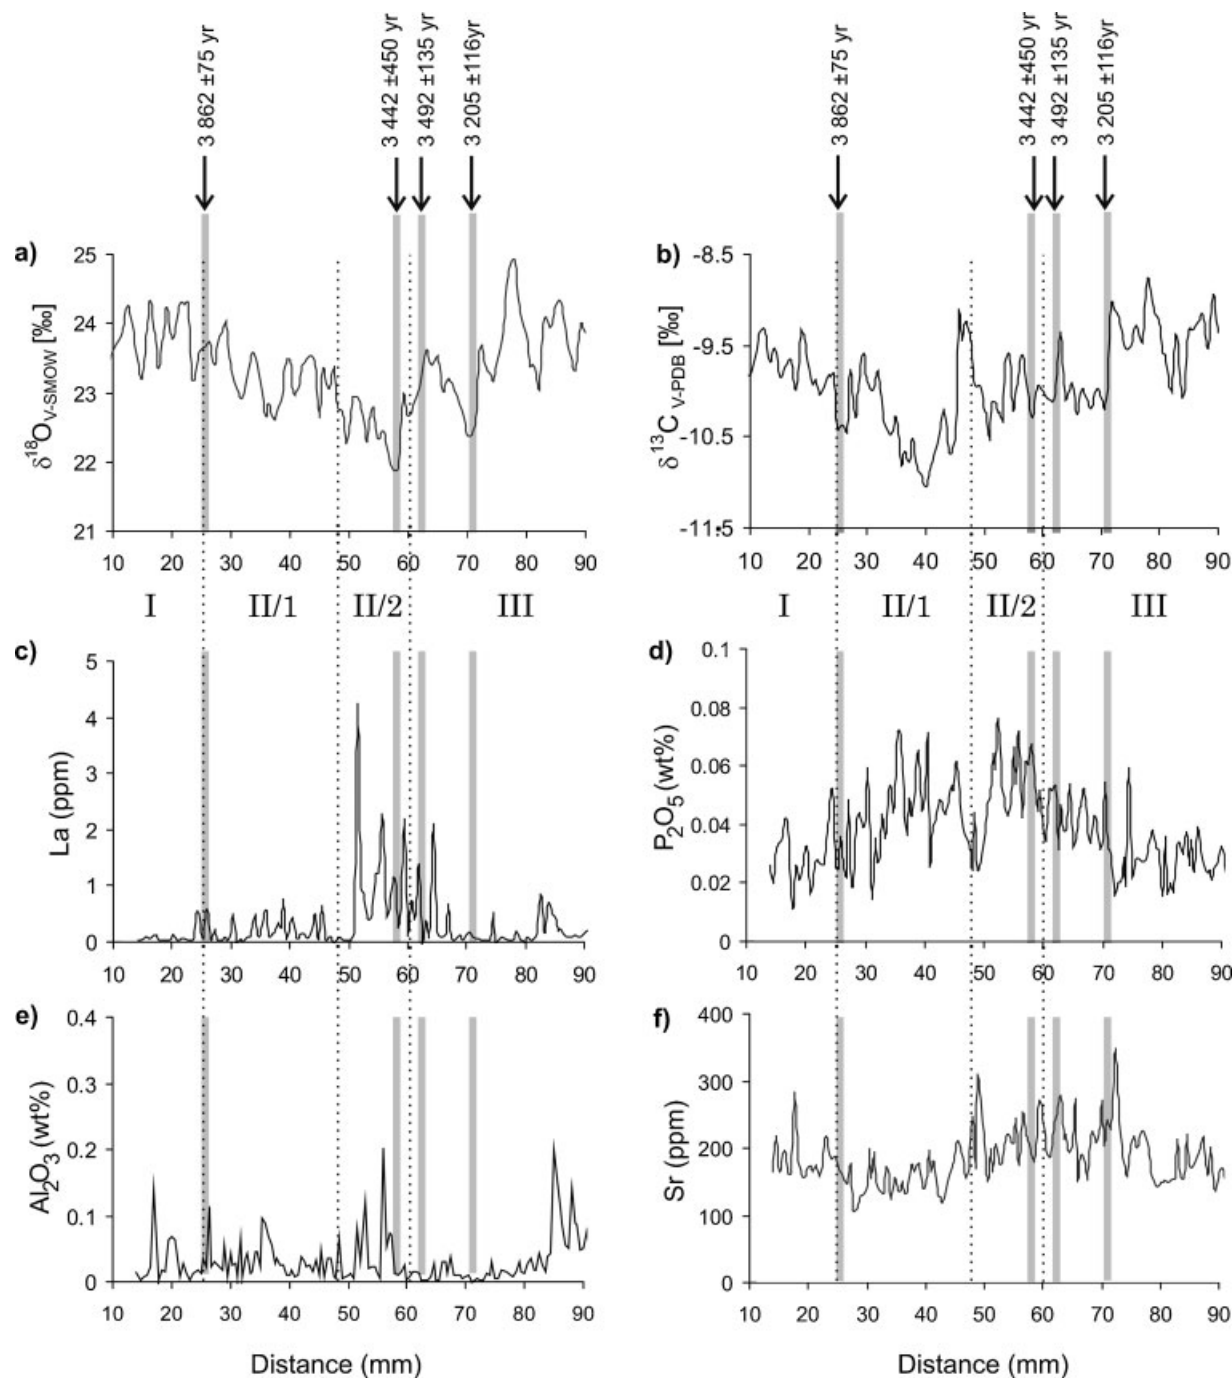 3 862 ±75 yr
3 442 ±450 yr
3 492 ±135 yr
3 205 ±116yr
3 862 ±75 yr
3 442 ±450 yr
3 492 ±135 yr
3 205 ±116yr
a)
δ18OV-SMOW [‰]
25
24
23
22
21
10 20 30 40 50 60 70 80 90
b)
δ13C V-PDB [‰]
-8.5
-9.5
-10.5
-11.5
10 20 30 40 50 60 70 80 90
I II/1 II/2 III
I II/1 II/2 III
c)
La (ppm)
5
4
3
2
1
0
10 20 30 40 50 60 70 80 90
d)
P2O5 (wt%)
0.1
0.08
0.06
0.04
0.02
0
10 20 30 40 50 60 70 80 90
e)
Al2O3 (wt%)
0.4
0.3
0.2
0.1
0
10 20 30 40 50 60 70 80 90
Distance (mm)
f)
Sr (ppm)
400
300
200
100
0
10 20 30 40 50 60 70 80 90
Distance (mm)